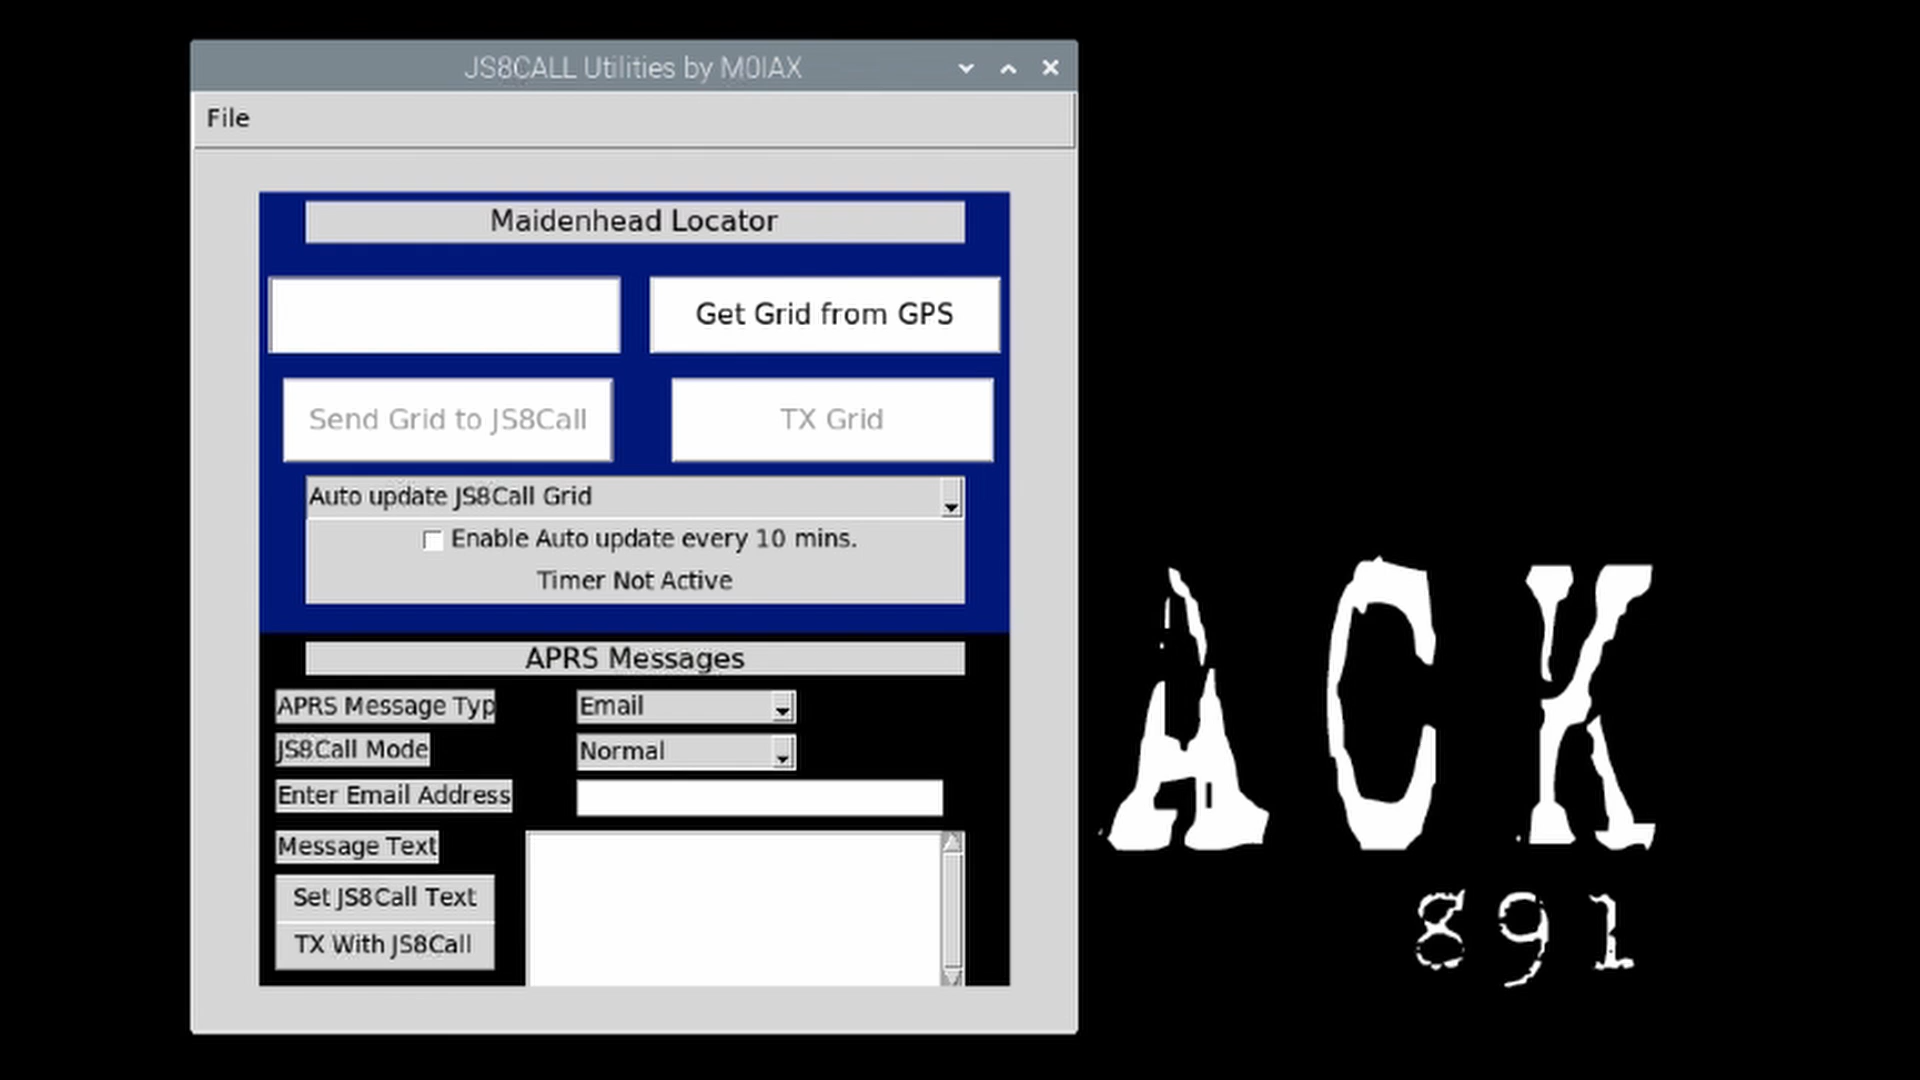 JS8CALL Utilities by M0IAX
File
Maidenhead Locator
Get Grid from GPS
Send Grid to JS8Call
TX Grid
Auto update JS8Call Grid
Enable Auto update every 10 mins.
Timer Not Active
APRS Messages
APRS Message Typ
Email
JS8Call Mode
Normal
Enter Email Address
Message Text
Set JS8Call Text
TX With JS8Call
ACK
891